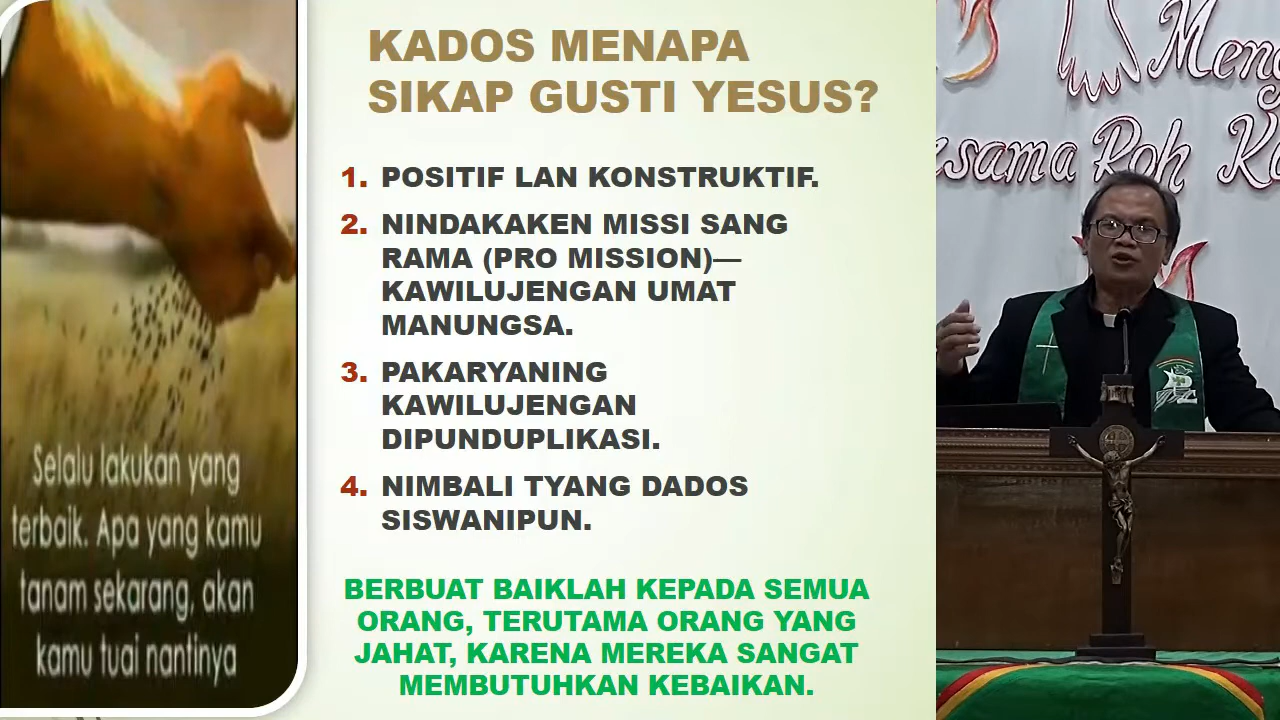 KADOS MENAPA
SIKAP GUSTI YESUS?
1. POSITIF LAN KONSTRUKTIF.
2. NINDAKAKEN MISSI SANG
RAMA (PRO MISSION)—
KAWILUJENGAN UMAT
MANUNGSA.
3. PAKARYANING
KAWILUJENGAN
DIPUNDUPLIKASI.
4. NIMBALI TYANG DADOS
SISWANIPUN.
BERBUAT BAIKLAH KEPADA SEMUA
ORANG, TERUTAMA ORANG YANG
JAHAT, KARENA MEREKA SANGAT
MEMBUTUHKAN KEBAIKAN.
Selalu lakukan yang
terbaik. Apa yang kamu
tanam sekarang, akan
kamu tuai nantinya
Roh